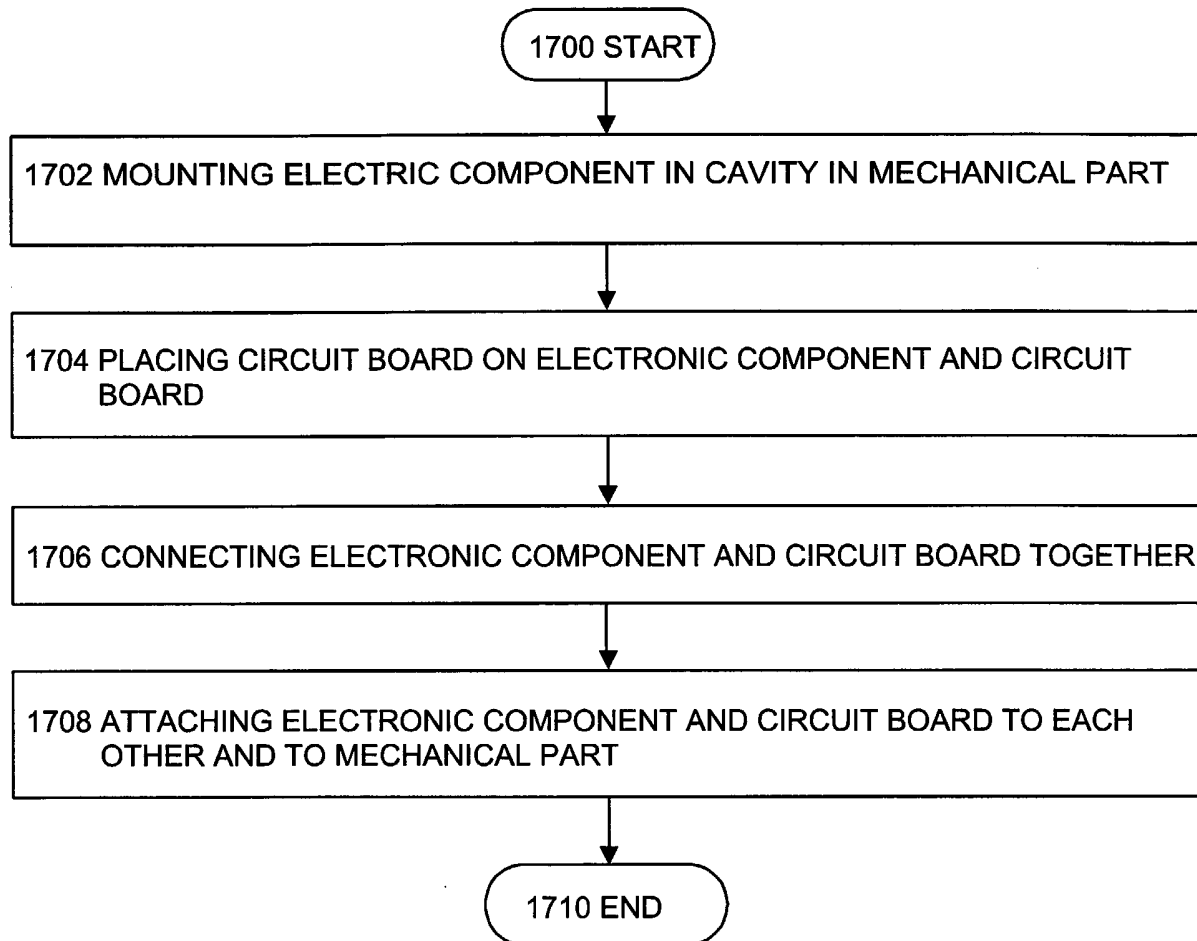 1700 START
1702 MOUNTING ELECTRIC COMPONENT IN CAVITY IN MECHANICAL PART
1704 PLACING CIRCUIT BOARD ON ELECTRONIC COMPONENT AND CIRCUIT
BOARD
1706 CONNECTING ELECTRONIC COMPONENT AND CIRCUIT BOARD TOGETHER
1708 ATTACHING ELECTRONIC COMPONENT AND CIRCUIT BOARD TO EACH
OTHER AND TO MECHANICAL PART
1710 END